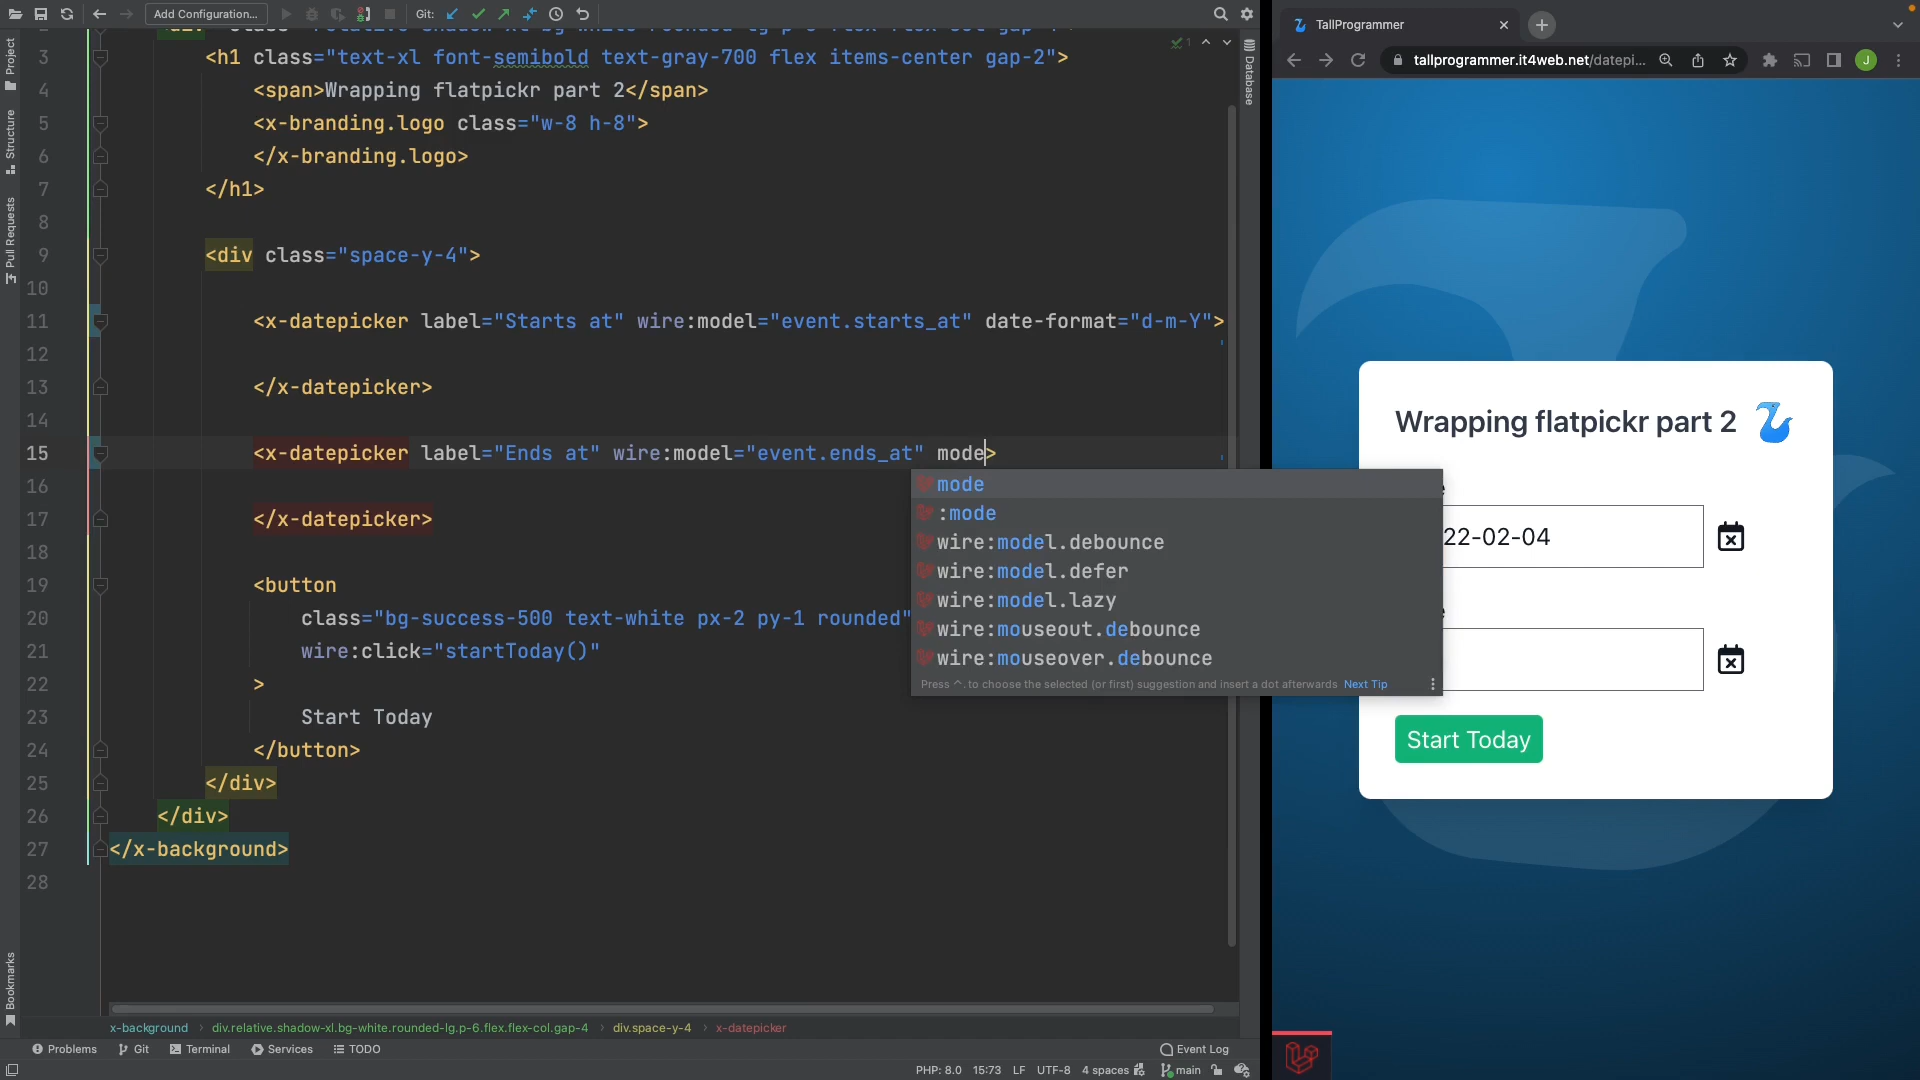 Add Configuration...
Git:
TallProgrammer
tallprogrammer.it4web.net/datepi...
J
Project
Structure
Pull Requests
Bookmarks
Database
1
3 <h1 class="text-xl font-semibold text-gray-700 flex items-center gap-2">
4 <span>Wrapping flatpickr part 2</span>
5 <x-branding.logo class="w-8 h-8">
6 </x-branding.logo>
7 </h1>
8
9 <div class="space-y-4">
10
11 <x-datepicker label="Starts at" wire:model="event.starts_at" date-format="d-m-Y">
12
13 </x-datepicker>
14
15 <x-datepicker label="Ends at" wire:model="event.ends_at" mode>
16
17 </x-datepicker>
18
19 <button
20 class="bg-success-500 text-white px-2 py-1 rounded"
21 wire:click="startToday()"
22 >
23 Start Today
24 </button>
25 </div>
26 </div>
27 </x-background>
28
mode
:mode
wire:model.debounce
wire:model.defer
wire:model.lazy
wire:mouseout.debounce
wire:mouseover.debounce
Press ^. to choose the selected (or first) suggestion and insert a dot afterwards Next Tip
Wrapping flatpickr part 2
22-02-04
Start Today
x-background > div.relative.shadow-xl.bg-white.rounded-lg.p-6.flex.flex-col.gap-4 > div.space-y-4 > x-datepicker
Problems Git Terminal Services TODO Event Log
PHP: 8.0 15:73 LF UTF-8 4 spaces main